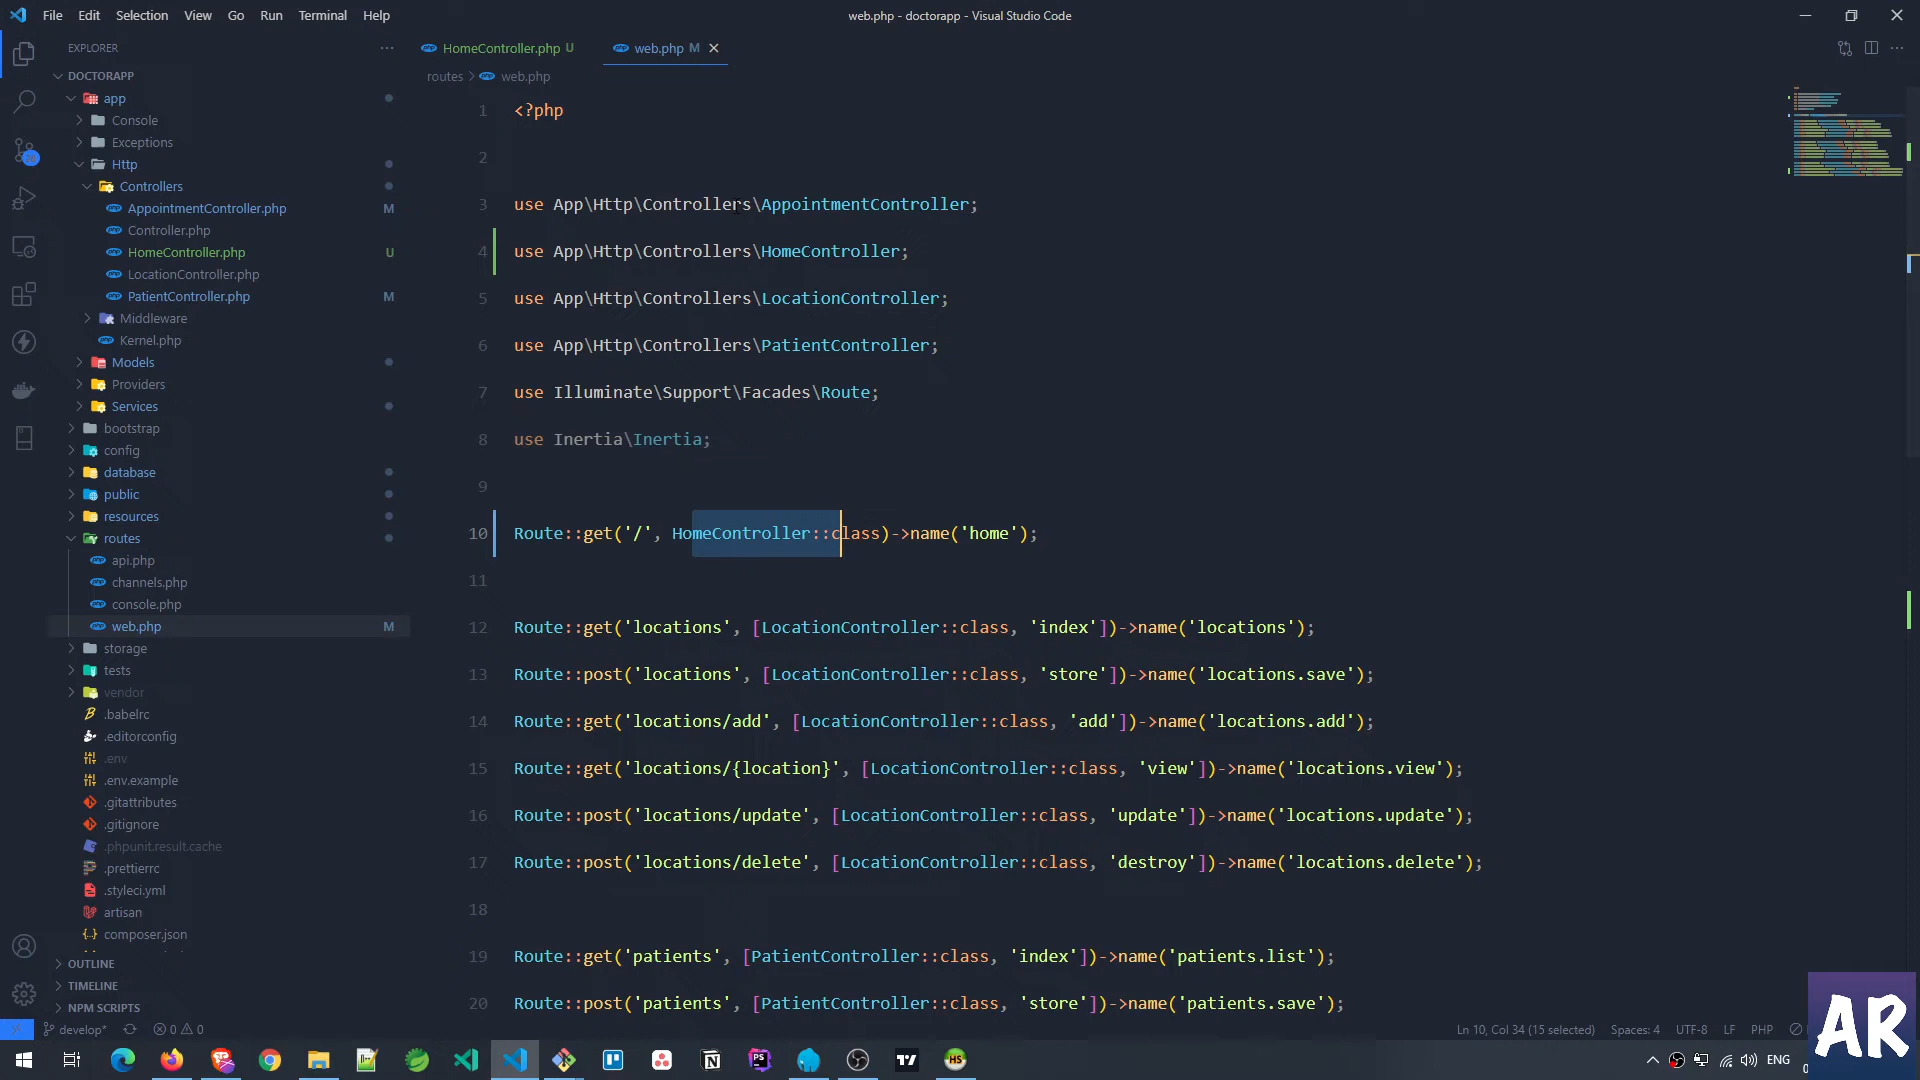 File Edit Selection View Go Run Terminal Help
web.php - doctorapp - Visual Studio Code
EXPLORER
DOCTORAPP
app
Console
Exceptions
Http
Controllers
AppointmentController.php M
Controller.php
HomeController.php U
LocationController.php
PatientController.php M
Middleware
Kernel.php
Models
Providers
Services
bootstrap
config
database
public
resources
routes
api.php
channels.php
console.php
web.php M
storage
tests
vendor
.babelrc
.editorconfig
.env
.env.example
.gitattributes
.gitignore
.phpunit.result.cache
.prettierrc
.styleci.yml
artisan
composer.json
OUTLINE
TIMELINE
NPM SCRIPTS
HomeController.php U
web.php M
routes > web.php
1 <?php
2
3 use App\Http\Controllers\AppointmentController;
4 use App\Http\Controllers\HomeController;
5 use App\Http\Controllers\LocationController;
6 use App\Http\Controllers\PatientController;
7 use Illuminate\Support\Facades\Route;
8 use Inertia\Inertia;
9
10 Route::get('/', HomeController::class)->name('home');
11
12 Route::get('locations', [LocationController::class, 'index'])->name('locations');
13 Route::post('locations', [LocationController::class, 'store'])->name('locations.save');
14 Route::get('locations/add', [LocationController::class, 'add'])->name('locations.add');
15 Route::get('locations/{location}', [LocationController::class, 'view'])->name('locations.view');
16 Route::post('locations/update', [LocationController::class, 'update'])->name('locations.update');
17 Route::post('locations/delete', [LocationController::class, 'destroy'])->name('locations.delete');
18
19 Route::get('patients', [PatientController::class, 'index'])->name('patients.list');
20 Route::post('patients', [PatientController::class, 'store'])->name('patients.save');
develop* 0 0
Ln 10, Col 34 (15 selected) Spaces: 4 UTF-8 LF PHP
AR
ENG